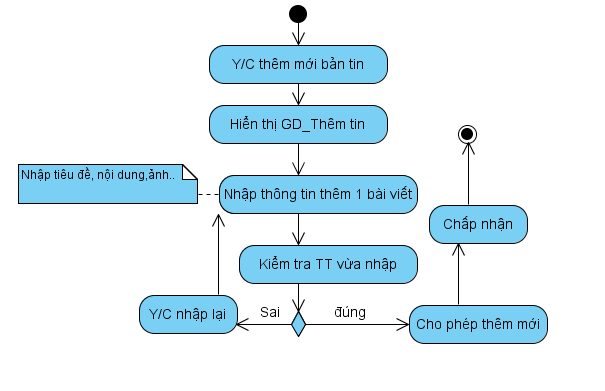 Y/C thêm mới bản tin
Hiển thị GD_Thêm tin
Nhập tiêu đề, nội dung,ảnh..
Nhập thông tin thêm 1 bài viết
Chấp nhận
Kiểm tra TT vừa nhập
Y/C nhập lại
Sai
đúng
Cho phép thêm mới